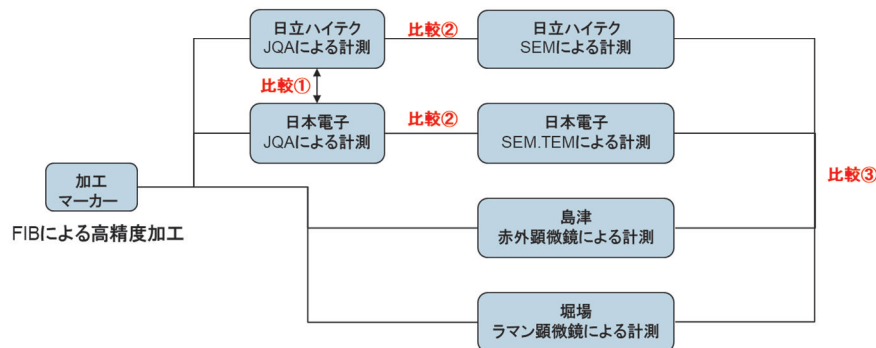 日立ハイテク
JQAによる計測
比較②
日立ハイテク
SEMによる計測
比較①
日本電子
JQAによる計測
比較②
日本電子
SEM.TEMによる計測
比較③
加工
マーカー
FIBによる高精度加工
島津
赤外顕微鏡による計測
堀場
ラマン顕微鏡による計測